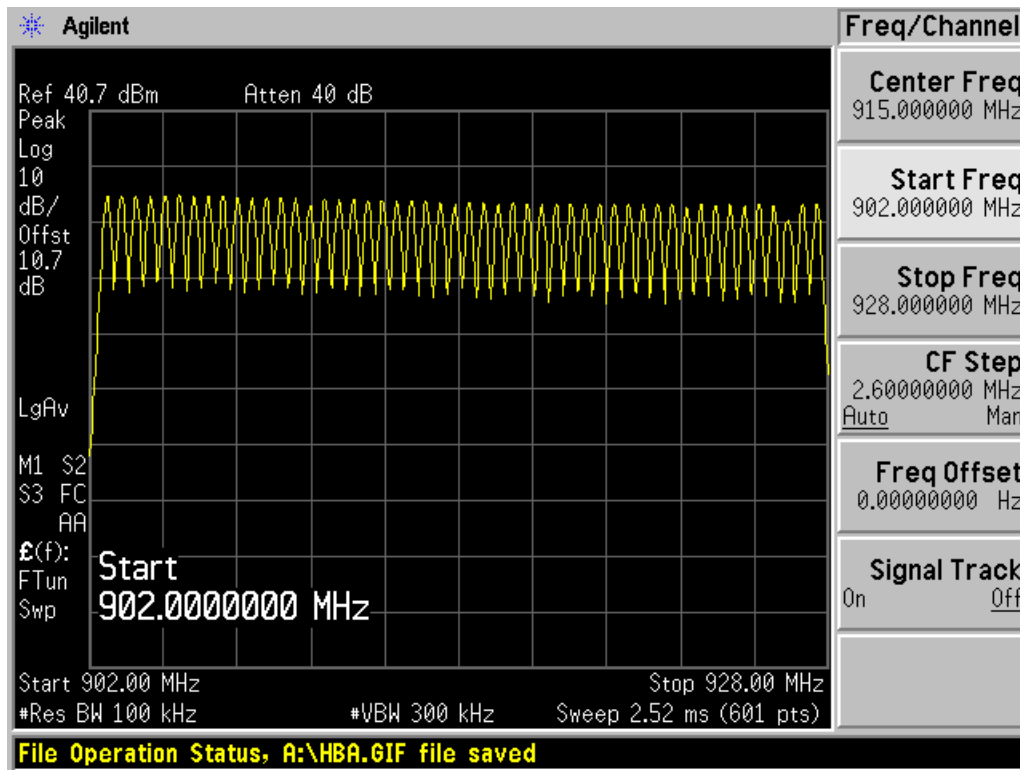 Agilent
Freq/Channel
Ref 40.7 dBm Atten 40 dB
Peak
Log
10
dB/
Offst
10.7
dB
LgAv
M1 S2
S3 FC
AA
£(f):
FTun
Swp
Start
902.0000000 MHz
Start 902.00 MHz Stop 928.00 MHz
#Res BW 100 kHz #VBW 300 kHz Sweep 2.52 ms (601 pts)
Center Freq
915.000000 MHz
Start Freq
902.000000 MHz
Stop Freq
928.000000 MHz
CF Step
2.60000000 MHz
Auto Man
Freq Offset
0.00000000 Hz
Signal Track
On Off
File Operation Status, A:\HBA.GIF file saved